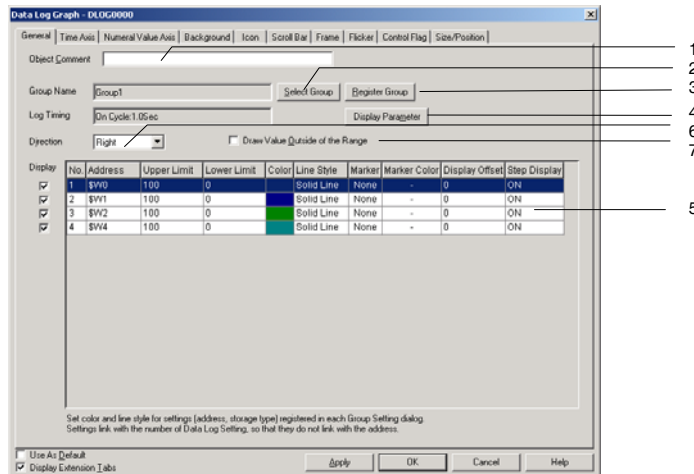 Data Log Graph - DLOG0000
General Time Axis Numeral Value Axis Background Icon Scroll Bar Frame Flicker Control Flag Size/Position
Object Comment 1
2
Group Name Group1 Select Group Register Group 3
Log Timing On Cycle:1.0Sec Display Parameter 4
6
Direction Right Draw Value Outside of the Range 7
Display No. Address Upper Limit Lower Limit Color Line Style Marker Marker Color Display Offset Step Display
1 $W0 100 0 Solid Line None - 0 ON
2 $W1 100 0 Solid Line None - 0 ON
3 $W2 100 0 Solid Line None - 0 ON 5
4 $W4 100 0 Solid Line None - 0 ON
Set color and line style for settings (address, storage type) registered in each Group Setting dialog.
Settings link with the number of Data Log Setting, so that they do not link with the address.
Use As Default
Display Extension Tabs Apply OK Cancel Help